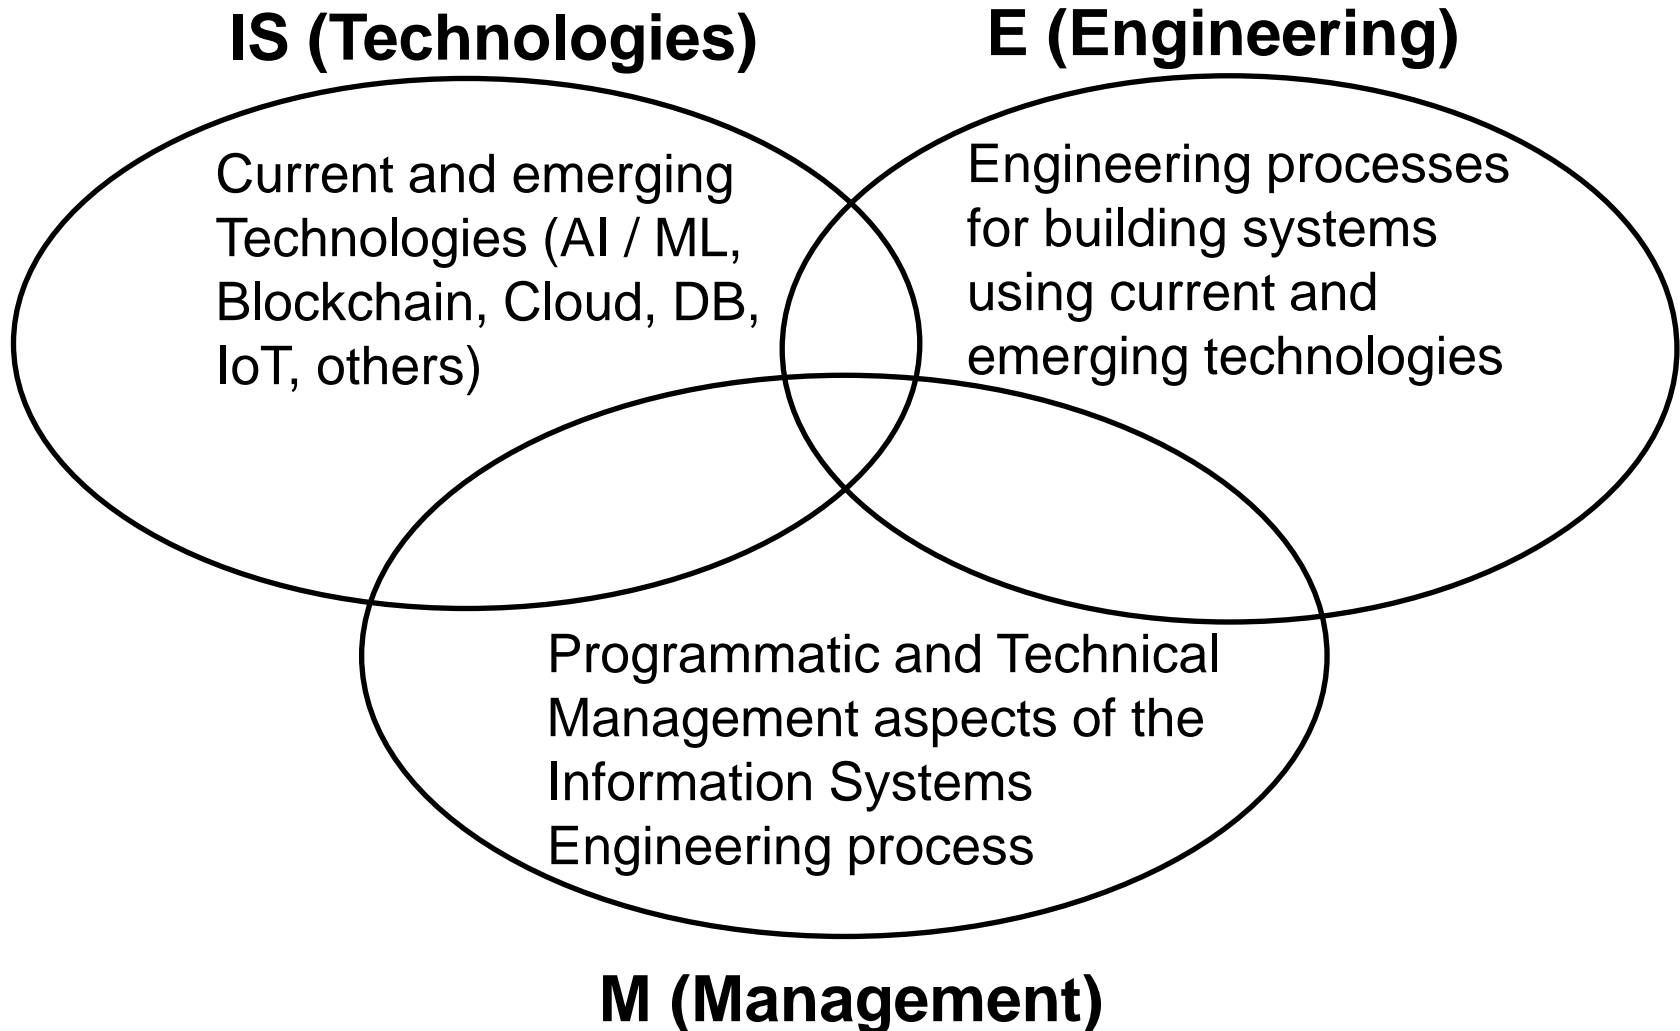 IS (Technologies)
E (Engineering)
Current and emerging
Technologies (AI / ML,
Blockchain, Cloud, DB,
IoT, others)
Engineering processes
for building systems
using current and
emerging technologies
Programmatic and Technical
Management aspects of the
Information Systems
Engineering process
M (Management)